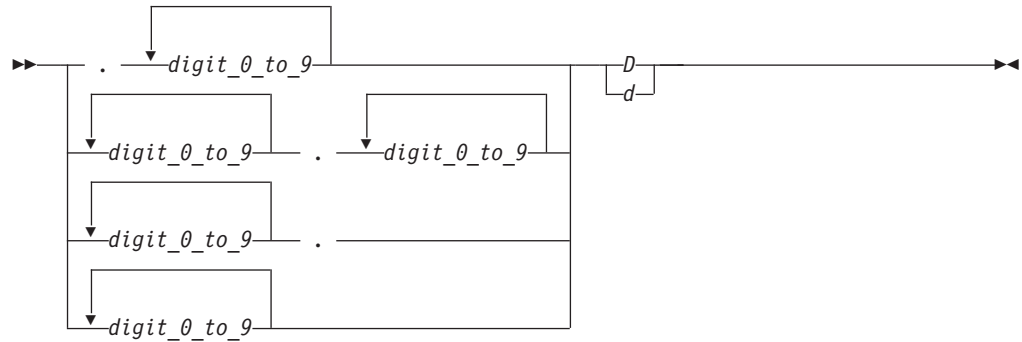 . digit_0_to_9 D
d
digit_0_to_9 . digit_0_to_9
digit_0_to_9 .
digit_0_to_9